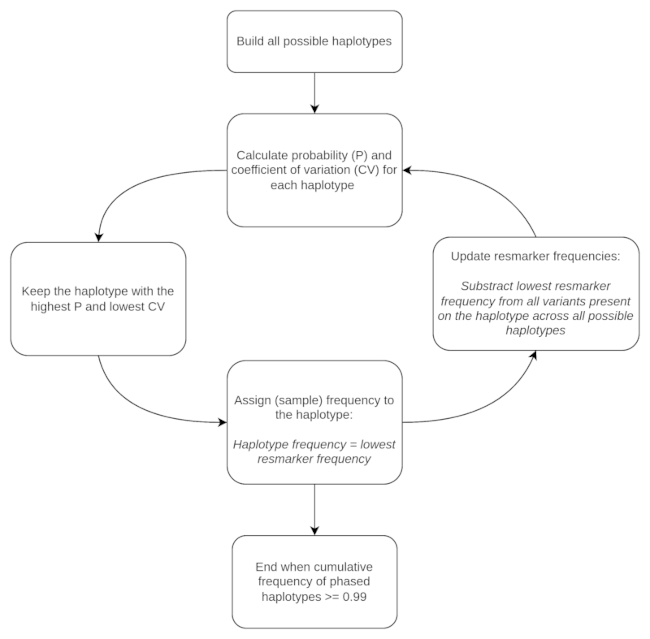 Build all possible haplotypes
Calculate probability (P) and
coefficient of variation (CV) for
each haplotype
Keep the haplotype with the
highest P and lowest CV
Assign (sample) frequency to
the haplotype:
Haplotype frequency = lowest
resmarker frequency
Update resmarker frequencies:
Substract lowest resmarker
frequency from all variants present
on the haplotype across all possible
haplotypes
End when cumulative
frequency of phased
haplotypes >= 0.99